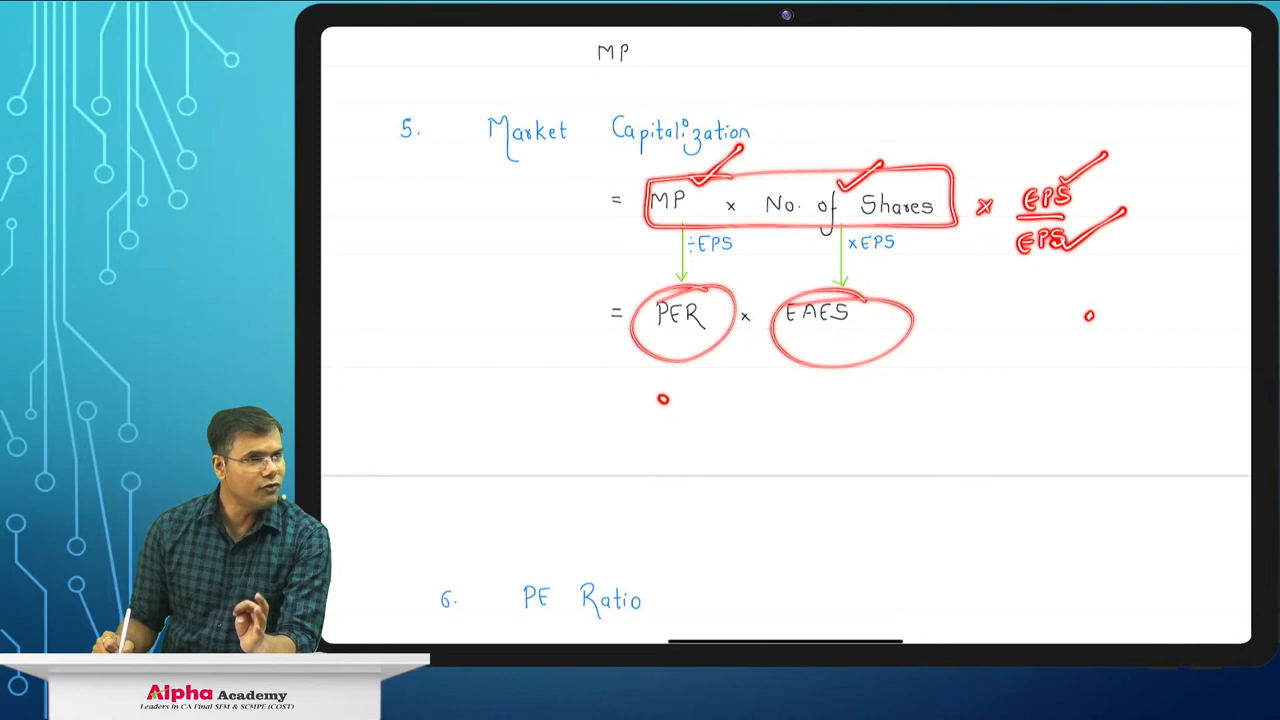 MP
5. Market Capitalization
= MP x No. of Shares x EPS
EPS
÷EPS xEPS
= PER x EAES
6. PE Ratio
Alpha Academy
Leaders in CA Final SFM & SCMPE (COST)